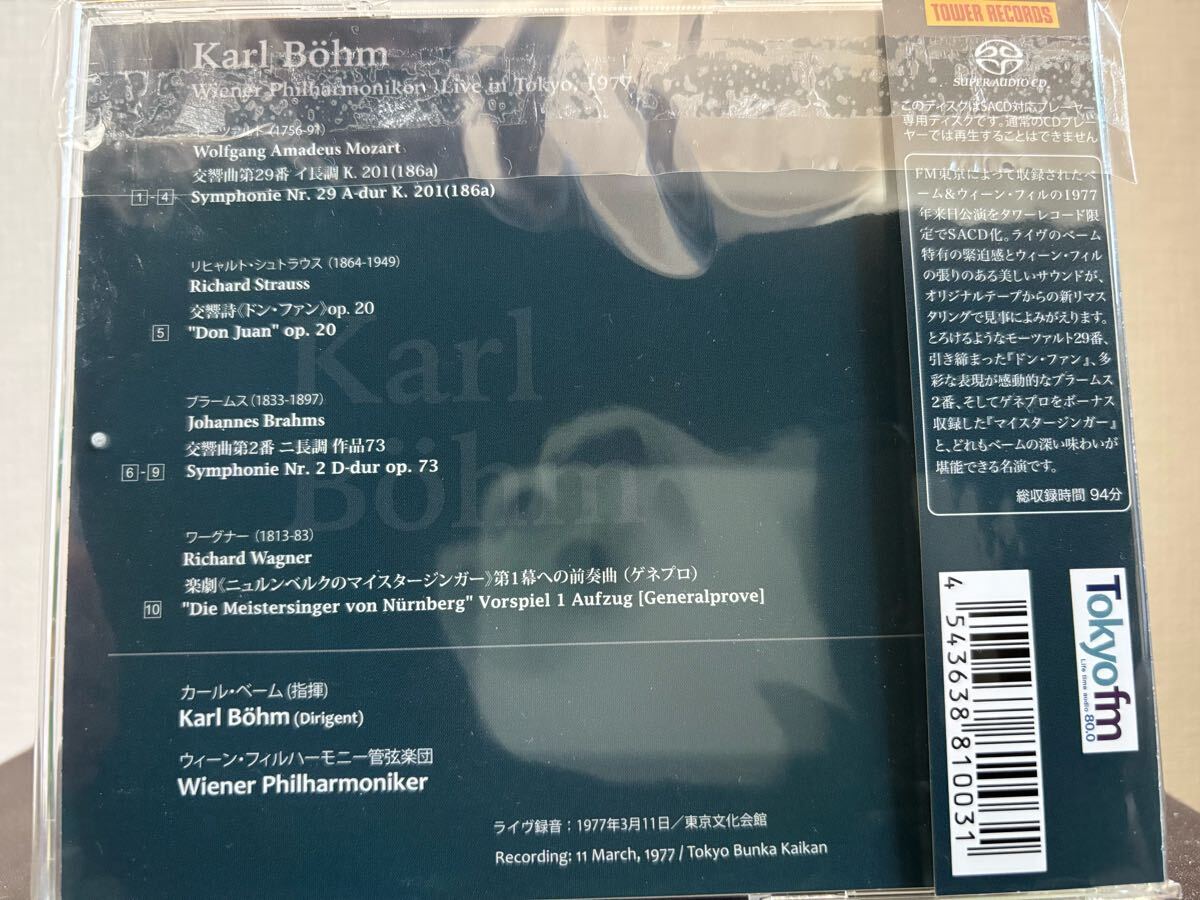 Karl Böhm
Wiener Philharmoniker Live in Tokyo, 1977
モーツァルト (1756-91)
Wolfgang Amadeus Mozart
交響曲第29番 イ長調 K. 201(186a)
1 - 4 Symphonie Nr. 29 A-dur K. 201(186a)
リヒャルト・シュトラウス (1864-1949)
Richard Strauss
交響詩《ドン・ファン》op. 20
5 "Don Juan" op. 20
ブラームス (1833-1897)
Johannes Brahms
交響曲第2番 ニ長調 作品73
6 - 9 Symphonie Nr. 2 D-dur op. 73
ワーグナー (1813-83)
Richard Wagner
楽劇《ニュルンベルクのマイスタージンガー》第1幕への前奏曲 (ゲネプロ)
10 "Die Meistersinger von Nürnberg" Vorspiel 1 Aufzug [Generalprove]
Karl
Böhm
カール・ベーム (指揮)
Karl Böhm (Dirigent)
ウィーン・フィルハーモニー管弦楽団
Wiener Philharmoniker
ライヴ録音：1977年3月11日／東京文化会館
Recording: 11 March, 1977 / Tokyo Bunka Kaikan
TOWER RECORDS
SUPER AUDIO CD
このディスクはSACD対応プレーヤー
専用ディスクです。通常のCDプレー
ヤーでは再生することはできません
FM東京によって収録されたベ
ーム&ウィーン・フィルの1977
年来日公演をタワーレコード限
定でSACD化。ライヴのベーム
特有の緊迫感とウィーン・フィル
の張りのある美しいサウンドが、
オリジナルテープからの新リマス
タリングで見事によみがえります。
とろけるようなモーツァルト29番、
引き締まった『ドン・ファン』、多
彩な表現が感動的なブラームス
2番、そしてゲネプロをボーナス
収録した『マイスタージンガー』
と、どれもベームの深い味わいが
堪能できる名演です。
総収録時間 94分
4 543638 810031
Tokyo fm
Life time audio 80.0